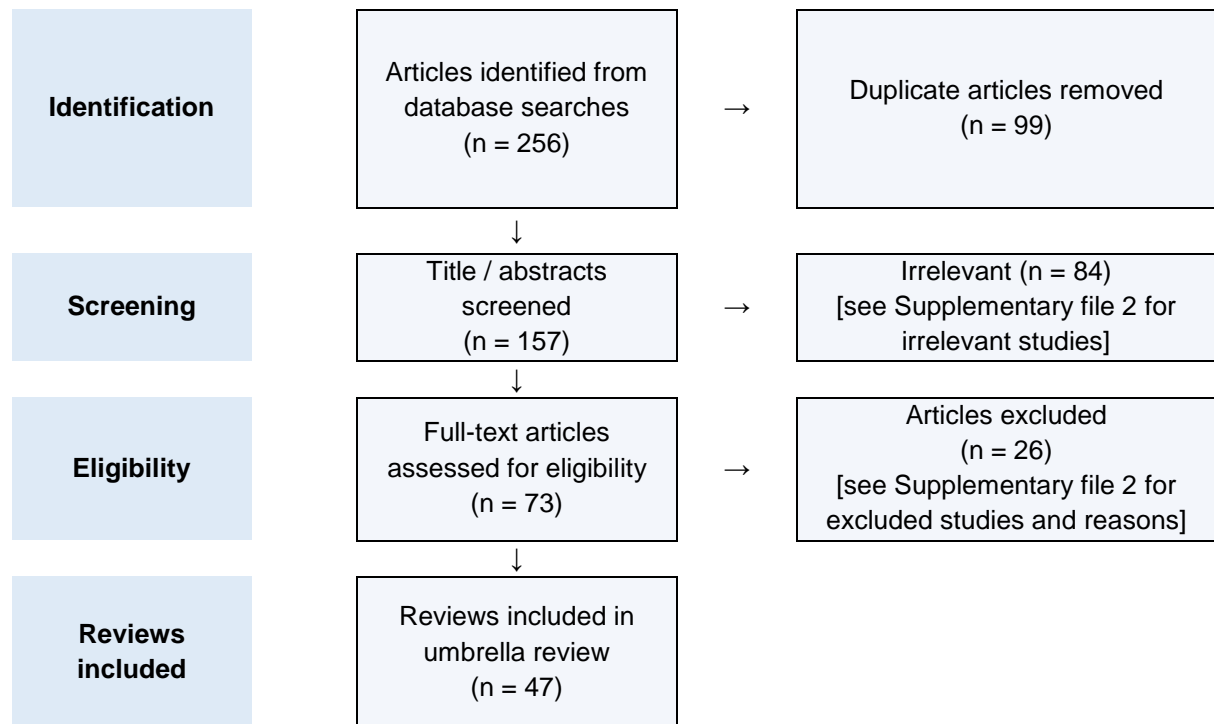 Identification
Articles identified from
database searches
(n = 256)
→
Duplicate articles removed
(n = 99)
↓
Screening
Title / abstracts
screened
(n = 157)
→
Irrelevant (n = 84)
[see Supplementary file 2 for
irrelevant studies]
↓
Eligibility
Full-text articles
assessed for eligibility
(n = 73)
→
Articles excluded
(n = 26)
[see Supplementary file 2 for
excluded studies and reasons]
↓
Reviews
included
Reviews included in
umbrella review
(n = 47)